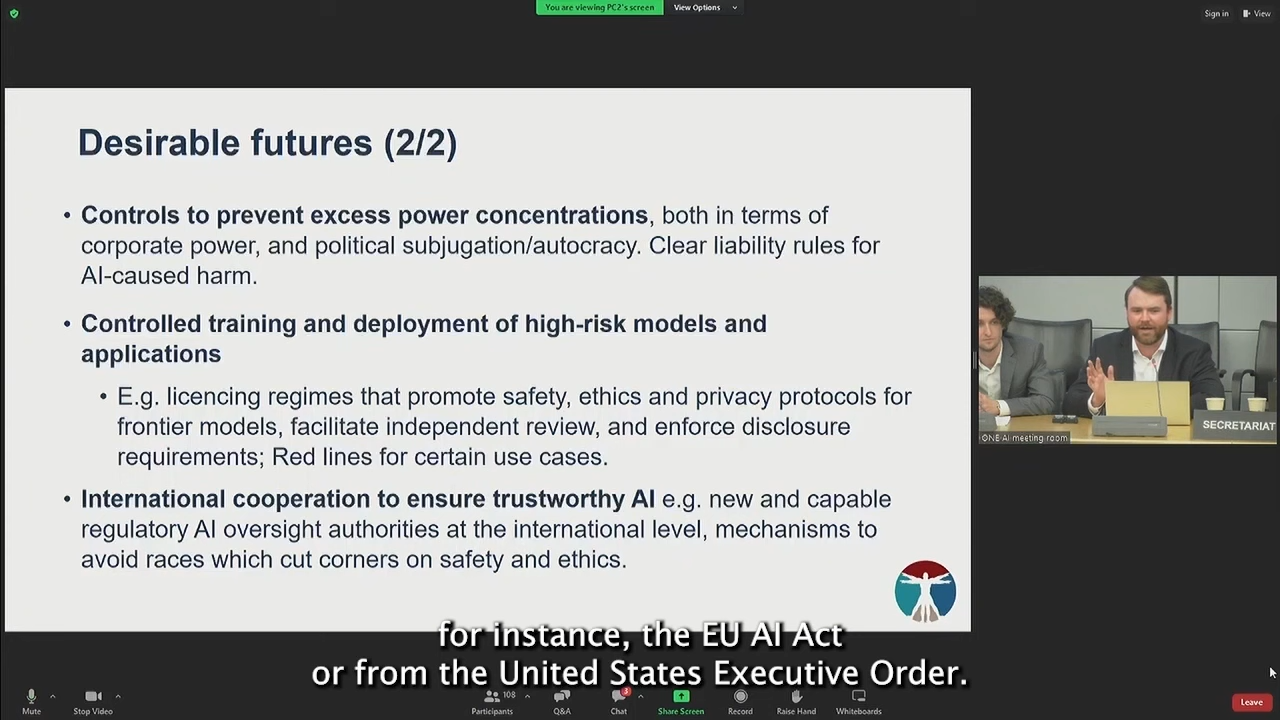 You are viewing PC2's screen
View Options
Sign in
View
Desirable futures (2/2)
• Controls to prevent excess power concentrations, both in terms of
corporate power, and political subjugation/autocracy. Clear liability rules for
AI-caused harm.
• Controlled training and deployment of high-risk models and
applications
• E.g. licencing regimes that promote safety, ethics and privacy protocols for
frontier models, facilitate independent review, and enforce disclosure
requirements; Red lines for certain use cases.
• International cooperation to ensure trustworthy AI e.g. new and capable
regulatory AI oversight authorities at the international level, mechanisms to
avoid races which cut corners on safety and ethics.
SECRETARIAT
ONE AI meeting room
for instance, the EU AI Act
or from the United States Executive Order.
Mute
Stop Video
Participants
108
Q&A
Chat
3
Share Screen
Record
Raise Hand
Whiteboards
Leave